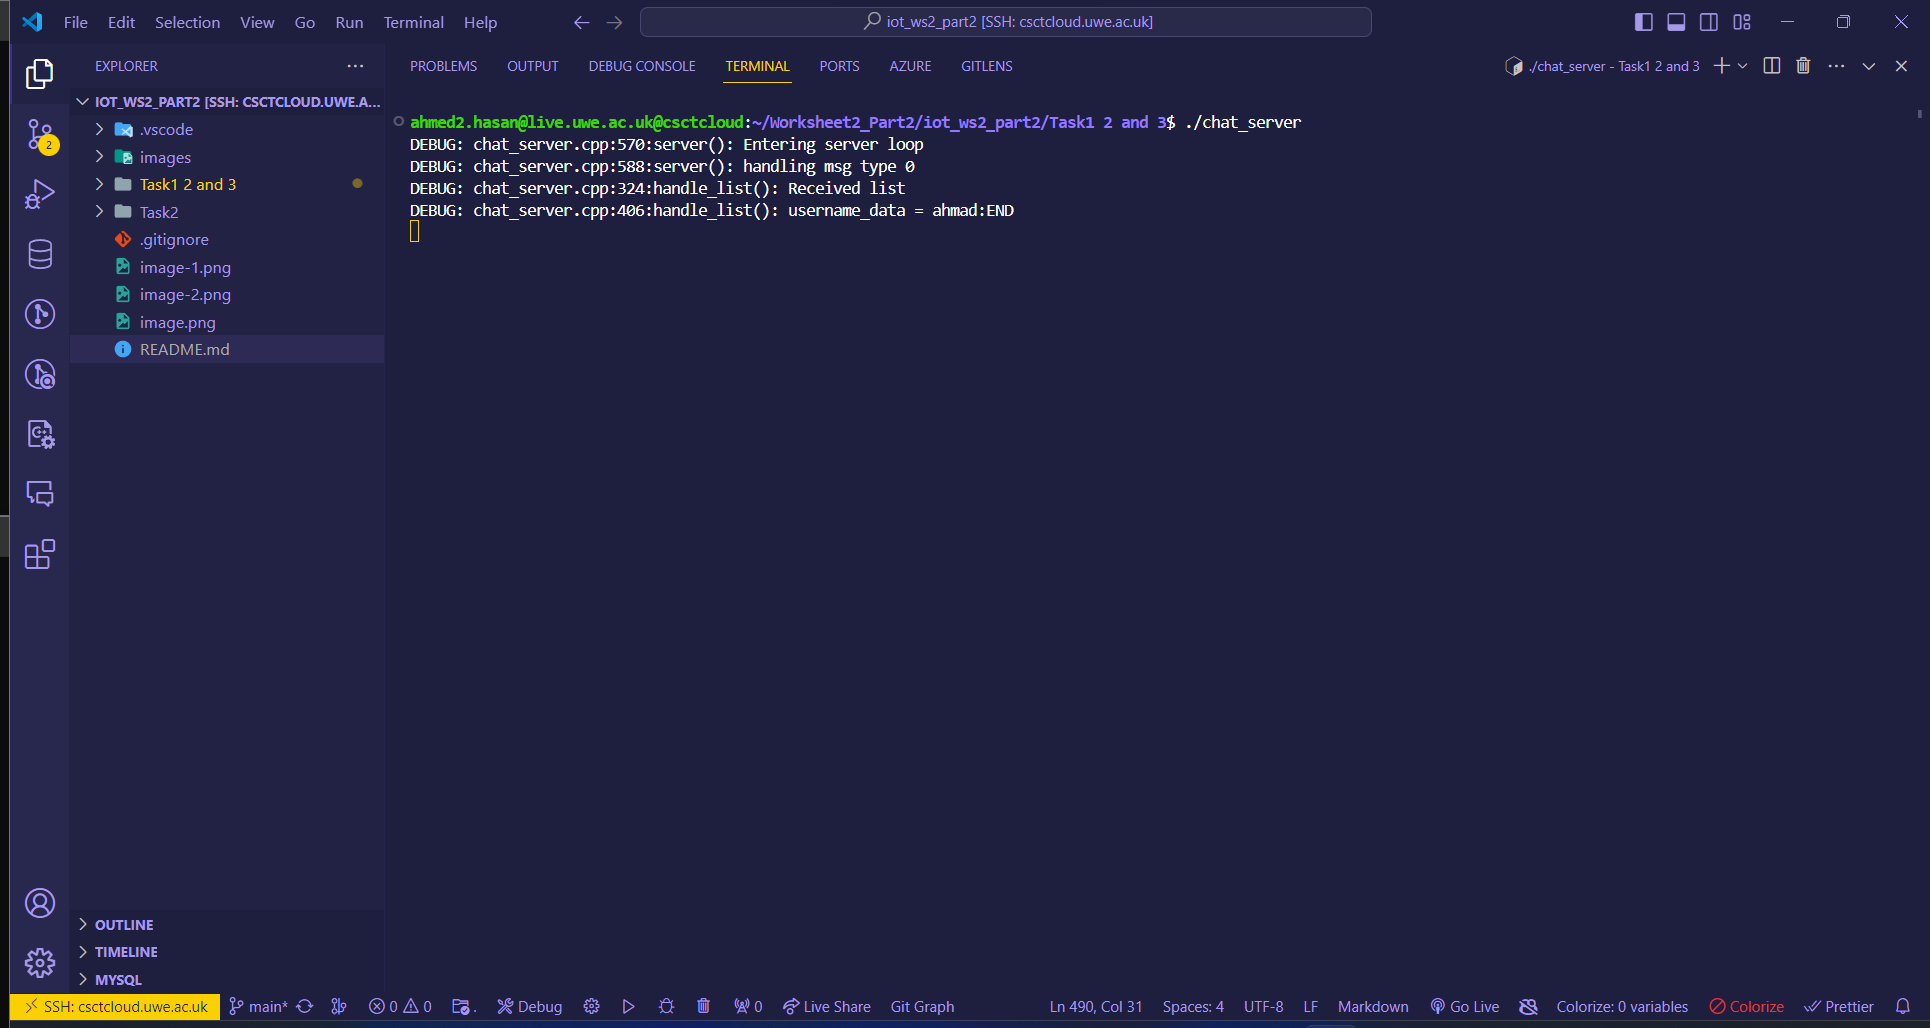 File Edit Selection View Go Run Terminal Help
iot_ws2_part2 [SSH: csctcloud.uwe.ac.uk]
EXPLORER
PROBLEMS OUTPUT DEBUG CONSOLE TERMINAL PORTS AZURE GITLENS
./chat_server - Task1 2 and 3
IOT_WS2_PART2 [SSH: CSCTCLOUD.UWE.A...
.vscode
images
Task1 2 and 3
Task2
.gitignore
image-1.png
image-2.png
image.png
README.md
2
ahmed2.hasan@live.uwe.ac.uk@csctcloud:~/Worksheet2_Part2/iot_ws2_part2/Task1 2 and 3$ ./chat_server
DEBUG: chat_server.cpp:570:server(): Entering server loop
DEBUG: chat_server.cpp:588:server(): handling msg type 0
DEBUG: chat_server.cpp:324:handle_list(): Received list
DEBUG: chat_server.cpp:406:handle_list(): username_data = ahmad:END
OUTLINE
TIMELINE
MYSQL
SSH: csctcloud.uwe.ac.uk main* 0 0 . Debug 0 Live Share Git Graph Ln 490, Col 31 Spaces: 4 UTF-8 LF Markdown Go Live Colorize: 0 variables Colorize Prettier